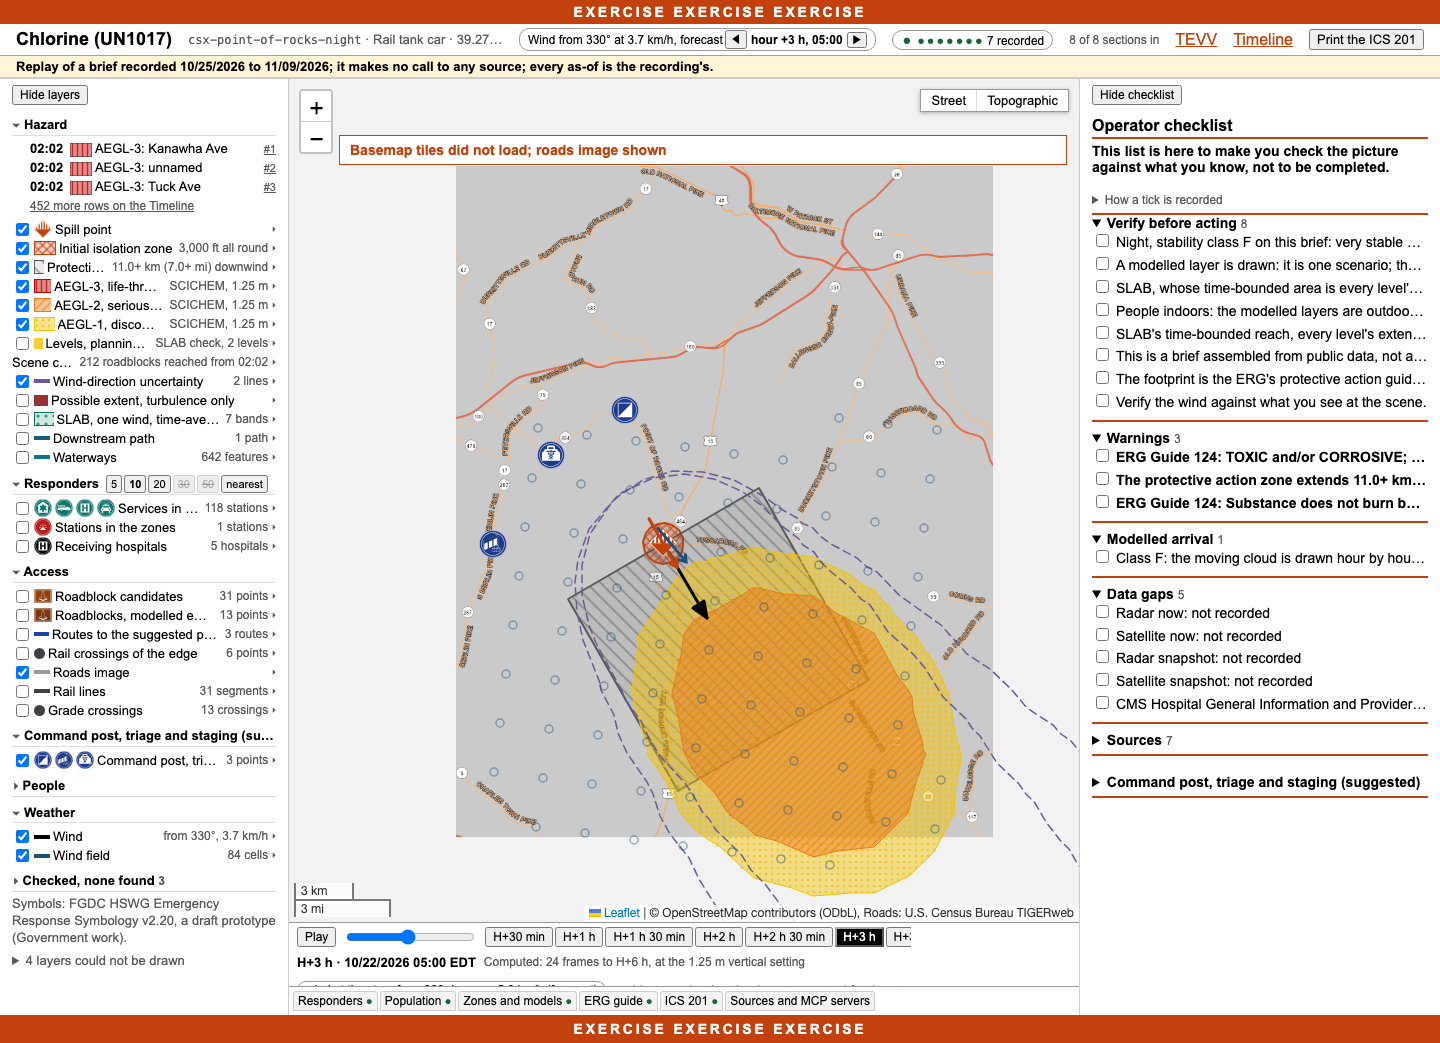 EXERCISE EXERCISE EXERCISE
Chlorine (UN1017)
csx-point-of-rocks-night · Rail tank car · 39.27…
Wind from 330° at 3.7 km/h, forecast ◄ hour +3 h, 05:00 ►
7 recorded
8 of 8 sections in
TEVV
Timeline
Print the ICS 201
Replay of a brief recorded 10/25/2026 to 11/09/2026; it makes no call to any source; every as-of is the recording's.
Hide layers
Hazard
02:02 AEGL-3: Kanawha Ave #1
02:02 AEGL-3: unnamed #2
02:02 AEGL-3: Tuck Ave #3
452 more rows on the Timeline
Spill point
Initial isolation zone 3,000 ft all round
Protecti… 11.0+ km (7.0+ mi) downwind
AEGL-3, life-thr… SCICHEM, 1.25 m
AEGL-2, serious… SCICHEM, 1.25 m
AEGL-1, disco… SCICHEM, 1.25 m
Levels, plannin… SLAB check, 2 levels
Scene c… 212 roadblocks reached from 02:02
Wind-direction uncertainty 2 lines
Possible extent, turbulence only
SLAB, one wind, time-ave… 7 bands
Downstream path 1 path
Waterways 642 features
Responders 5 10 20 30 50 nearest
Services in … 118 stations
Stations in the zones 1 stations
Receiving hospitals 5 hospitals
Access
Roadblock candidates 31 points
Roadblocks, modelled e… 13 points
Routes to the suggested p… 3 routes
Rail crossings of the edge 6 points
Roads image
Rail lines 31 segments
Grade crossings 13 crossings
Command post, triage and staging (su…
Command post, tri… 3 points
People
Weather
Wind from 330°, 3.7 km/h
Wind field 84 cells
Checked, none found 3
Symbols: FGDC HSWG Emergency
Response Symbology v2.20, a draft prototype
(Government work).
4 layers could not be drawn
+
−
Street
Topographic
Basemap tiles did not load; roads image shown
OLD NATIONAL PIKE
W PATRICK ST
BALTIMORE NATIONAL PIKE
JEFFERSON PIKE
JEFFERSON PIKE
BALLENGER CREEK PIKE
URBANA PIKE
POINT OF ROCKS RD
3 km
3 mi
Leaflet | © OpenStreetMap contributors (ODbL), Roads: U.S. Census Bureau TIGERweb
Play
H+30 min
H+1 h
H+1 h 30 min
H+2 h
H+2 h 30 min
H+3 h
H+3 h · 10/22/2026 05:00 EDT Computed: 24 frames to H+6 h, at the 1.25 m vertical setting
Responders
Population
Zones and models
ERG guide
ICS 201
Sources and MCP servers
Hide checklist
Operator checklist
This list is here to make you check the picture
against what you know, not to be completed.
How a tick is recorded
Verify before acting 8
Night, stability class F on this brief: very stable …
A modelled layer is drawn: it is one scenario; th…
SLAB, whose time-bounded area is every level'…
People indoors: the modelled layers are outdoo…
SLAB's time-bounded reach, every level's exten…
This is a brief assembled from public data, not a…
The footprint is the ERG's protective action guid…
Verify the wind against what you see at the scene.
Warnings 3
ERG Guide 124: TOXIC and/or CORROSIVE; …
The protective action zone extends 11.0+ km…
ERG Guide 124: Substance does not burn b…
Modelled arrival 1
Class F: the moving cloud is drawn hour by hou…
Data gaps 5
Radar now: not recorded
Satellite now: not recorded
Radar snapshot: not recorded
Satellite snapshot: not recorded
CMS Hospital General Information and Provider…
Sources 7
Command post, triage and staging (suggested)
EXERCISE EXERCISE EXERCISE